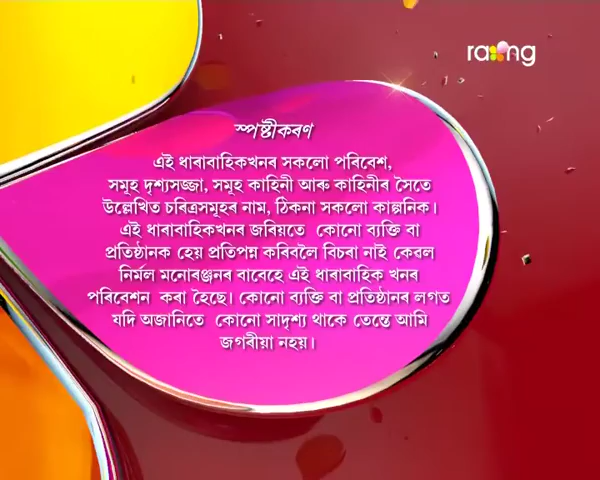 rang
স্পষ্টীকৰণ
এই ধাৰাবাহিকখনৰ সকলো পৰিবেশ,
সমূহ দৃশ্যসজ্জা, সমূহ কাহিনী আৰু কাহিনীৰ সৈতে
উল্লেখিত চৰিত্ৰসমূহৰ নাম, ঠিকনা সকলো কাল্পনিক।
এই ধাৰাবাহিকখনৰ জৰিয়তে কোনো ব্যক্তি বা
প্ৰতিষ্ঠানক হেয় প্ৰতিপন্ন কৰিবলৈ বিচৰা নাই কেৱল
নিৰ্মল মনোৰঞ্জনৰ বাবেহে এই ধাৰাবাহিক খনৰ
পৰিবেশন কৰা হৈছে। কোনো ব্যক্তি বা প্ৰতিষ্ঠানৰ লগত
যদি অজানিতে কোনো সাদৃশ্য থাকে তেন্তে আমি
জগৰীয়া নহয়।